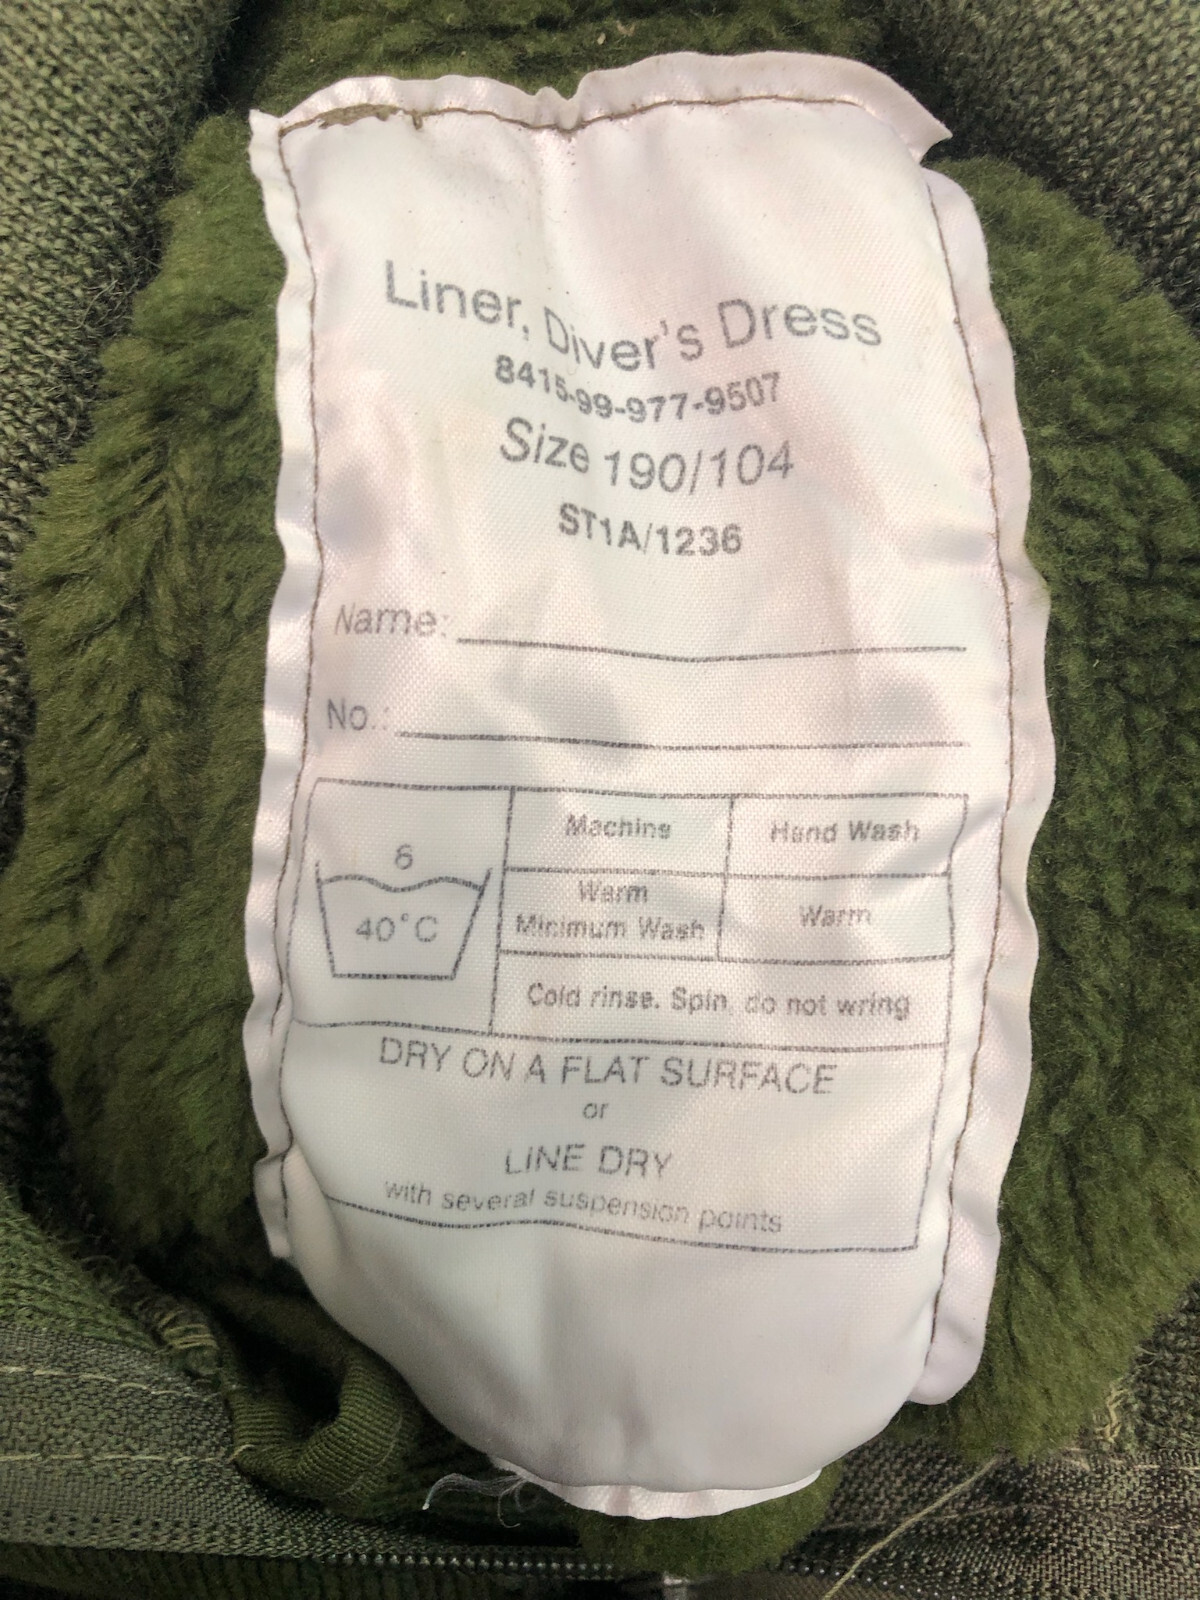 Liner, Diver's Dress
8415-99-977-9507
Size 190/104
ST1A/1236
Name:
No.:
6
40°C
Machine
Hand Wash
Warm
Minimum Wash
Warm
Cold rinse. Spin, do not wring
DRY ON A FLAT SURFACE
or
LINE DRY
with several suspension points